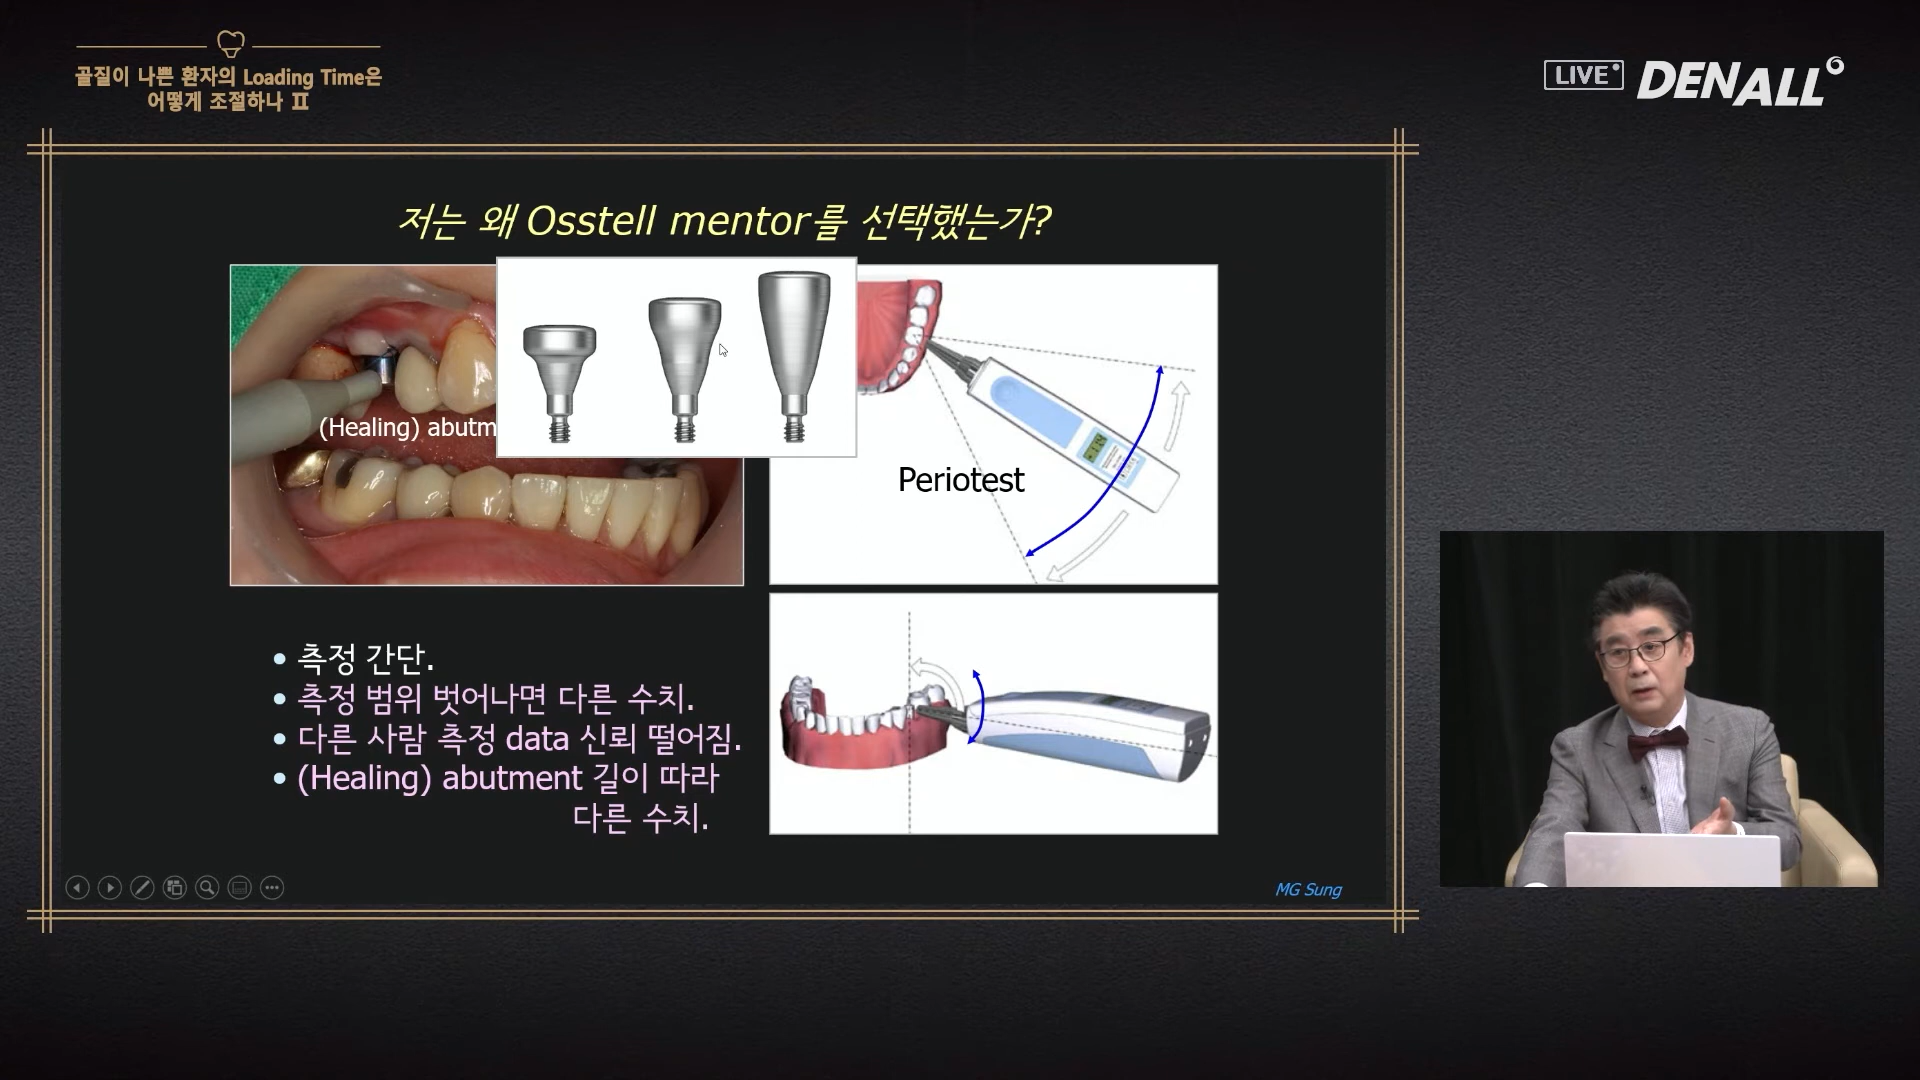 골질이 나쁜 환자의 Loading Time은
어떻게 조절하나 Ⅱ
LIVE
DENALL
저는 왜 Osstell mentor를 선택했는가?
(Healing) abutm
Periotest
측정 간단.
측정 범위 벗어나면 다른 수치.
다른 사람 측정 data 신뢰 떨어짐.
(Healing) abutment 길이 따라
다른 수치.
MG Sung